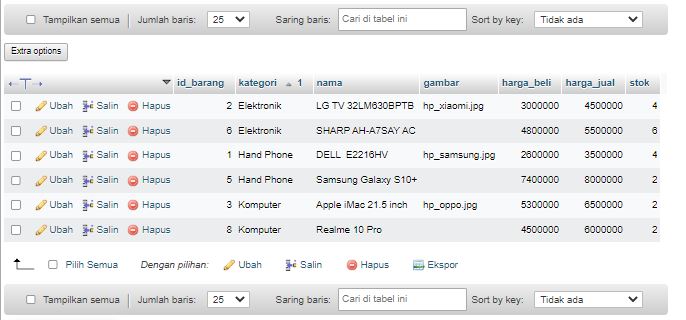 Tampilkan semua | Jumlah baris: 25 Saring baris: Cari di tabel ini Sort by key: Tidak ada
Extra options
←T→ id_barang kategori 1 nama gambar harga_beli harga_jual stok
Ubah Salin Hapus 2 Elektronik LG TV 32LM630BPTB hp_xiaomi.jpg 3000000 4500000 4
Ubah Salin Hapus 6 Elektronik SHARP AH-A7SAY AC 4800000 5500000 6
Ubah Salin Hapus 1 Hand Phone DELL E2216HV hp_samsung.jpg 2600000 3500000 4
Ubah Salin Hapus 5 Hand Phone Samsung Galaxy S10+ 7400000 8000000 2
Ubah Salin Hapus 3 Komputer Apple iMac 21.5 inch hp_oppo.jpg 5300000 6500000 2
Ubah Salin Hapus 8 Komputer Realme 10 Pro 4500000 6000000 2
Pilih Semua Dengan pilihan: Ubah Salin Hapus Ekspor
Tampilkan semua | Jumlah baris: 25 Saring baris: Cari di tabel ini Sort by key: Tidak ada